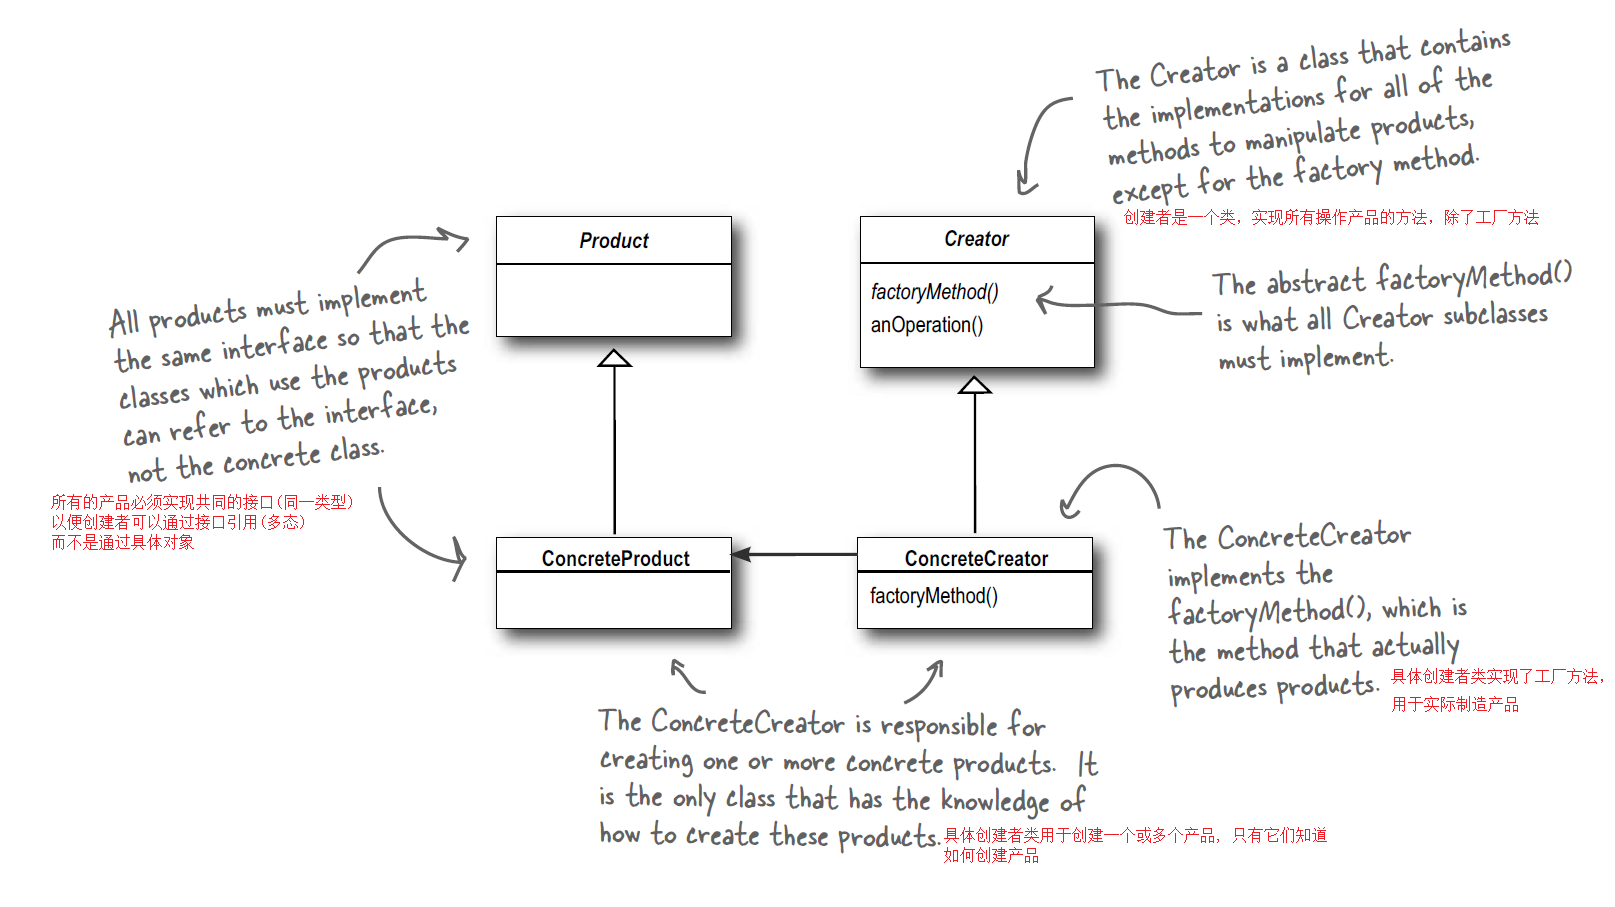 The Creator is a class that contains
the implementations for all of the
methods to manipulate products,
except for the factory method.
创建者是一个类，实现所有操作产品的方法，除了工厂方法
Product
Creator
factoryMethod()
anOperation()
The abstract factoryMethod()
is what all Creator subclasses
must implement.
All products must implement
the same interface so that the
classes which use the products
can refer to the interface,
not the concrete class.
所有的产品必须实现共同的接口(同一类型)
以便创建者可以通过接口引用(多态)
而不是通过具体对象
ConcreteProduct
ConcreteCreator
factoryMethod()
The ConcreteCreator
implements the
factoryMethod(), which is
the method that actually
produces products.
具体创建者类实现了工厂方法，
用于实际制造产品
The ConcreteCreator is responsible for
creating one or more concrete products. It
is the only class that has the knowledge of
how to create these products.
具体创建者类用于创建一个或多个产品，只有它们知道
如何创建产品